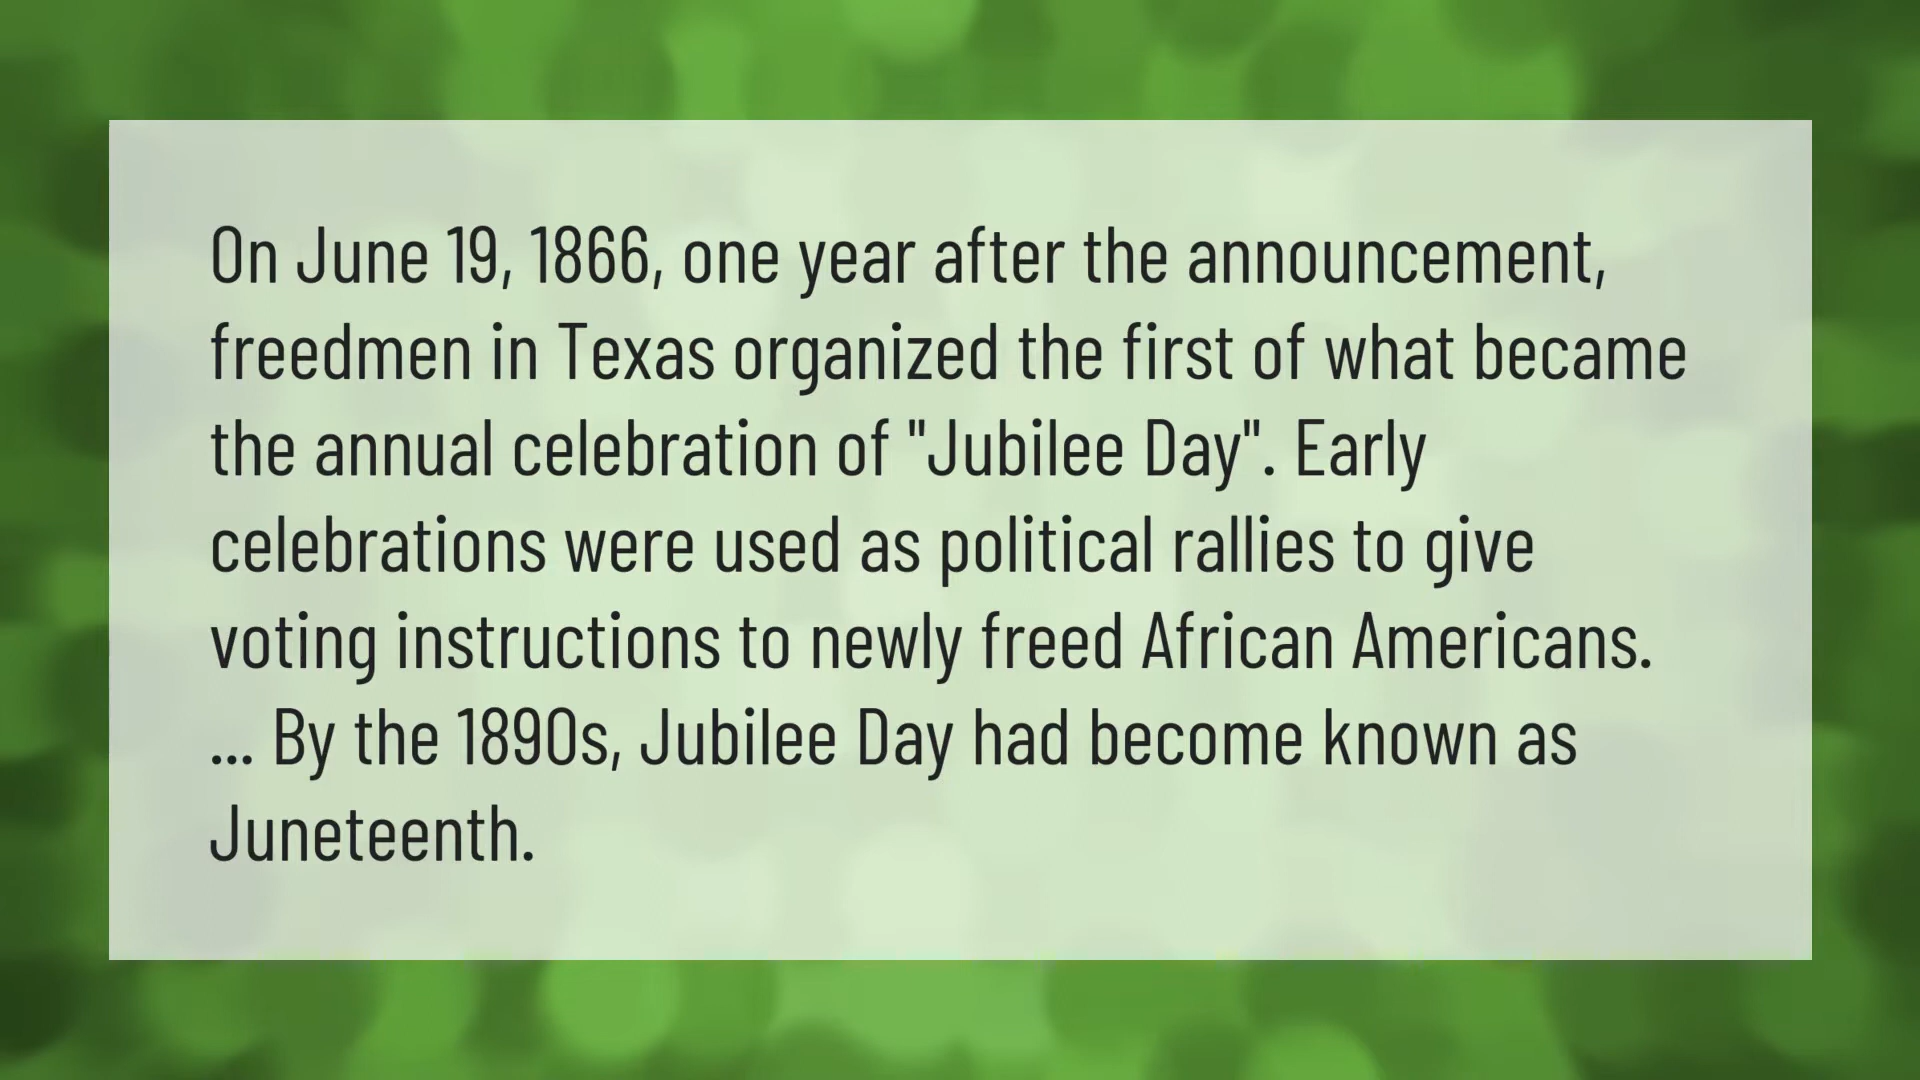 On June 19, 1866, one year after the announcement,
freedmen in Texas organized the first of what became
the annual celebration of "Jubilee Day". Early
celebrations were used as political rallies to give
voting instructions to newly freed African Americans.
... By the 1890s, Jubilee Day had become known as
Juneteenth.